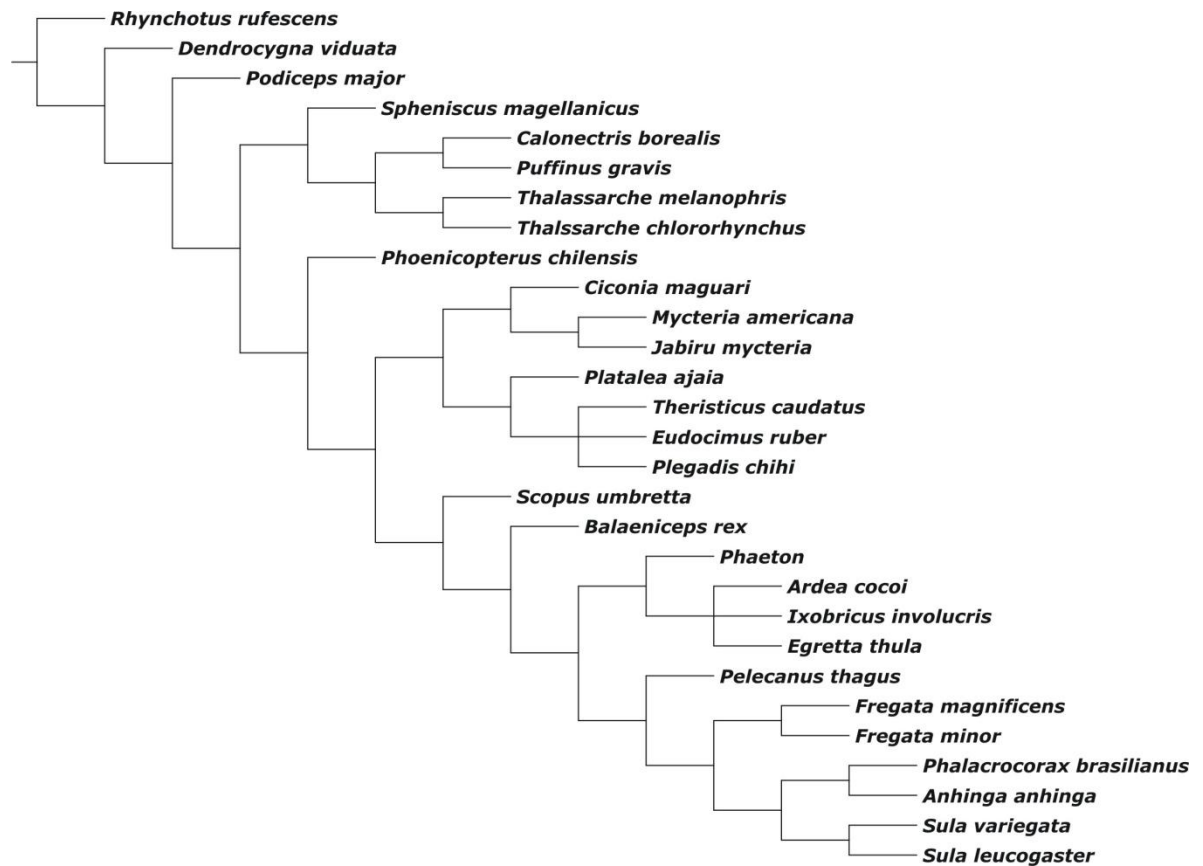 Rhynchotus rufescens
Dendrocygna viduata
Podiceps major
Spheniscus magellanicus
Calonectris borealis
Puffinus gravis
Thalassarche melanophris
Thalssarche chlororhynchus
Phoenicopterus chilensis
Ciconia maguari
Mycteria americana
Jabiru mycteria
Platalea ajaia
Theristicus caudatus
Eudocimus ruber
Plegadis chihi
Scopus umbretta
Balaeniceps rex
Phaeton
Ardea cocoi
Ixobricus involucris
Egretta thula
Pelecanus thagus
Fregata magnificens
Fregata minor
Phalacrocorax brasilianus
Anhinga anhinga
Sula variegata
Sula leucogaster